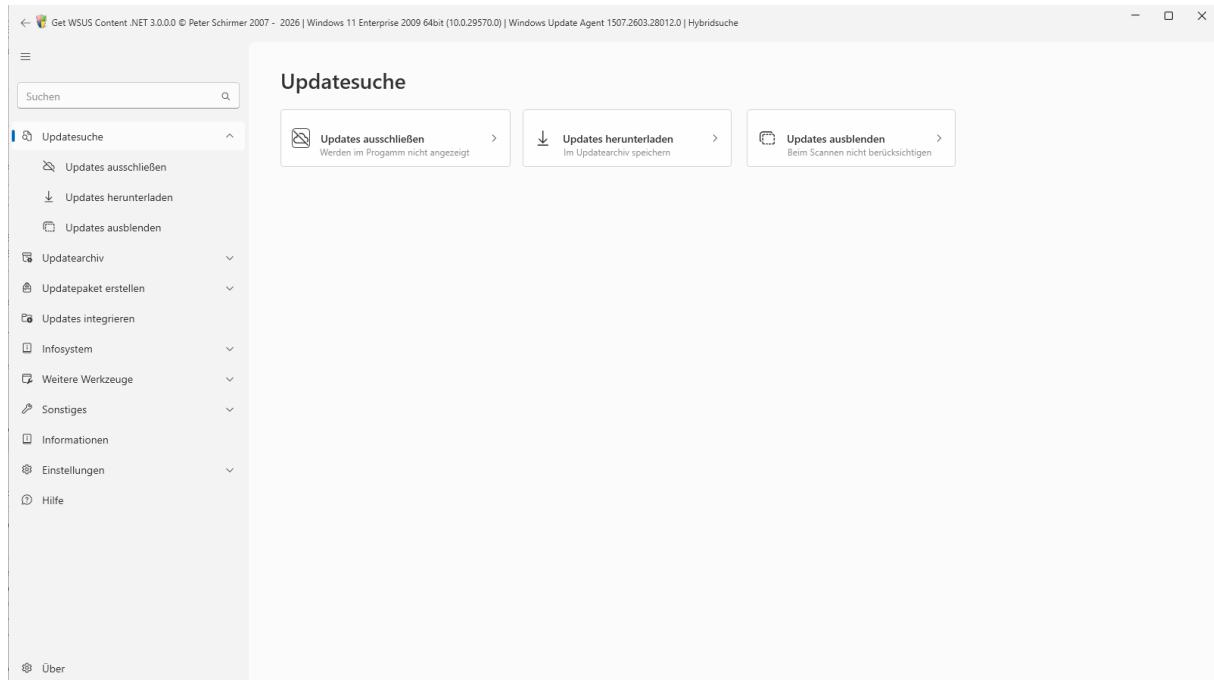 Get WSUS Content .NET 3.0.0.0 © Peter Schirmer 2007 - 2026 | Windows 11 Enterprise 2009 64bit (10.0.29570.0) | Windows Update Agent 1507.2603.28012.0 | Hybridsuche
Suchen
Updatesuche
Updates ausschließen
Updates herunterladen
Updates ausblenden
Updatearchiv
Updatepaket erstellen
Updates integrieren
Infosystem
Weitere Werkzeuge
Sonstiges
Informationen
Einstellungen
Hilfe
Über
Updatesuche
Updates ausschließen
Werden im Progamm nicht angezeigt
Updates herunterladen
Im Updatearchiv speichern
Updates ausblenden
Beim Scannen nicht berücksichtigen